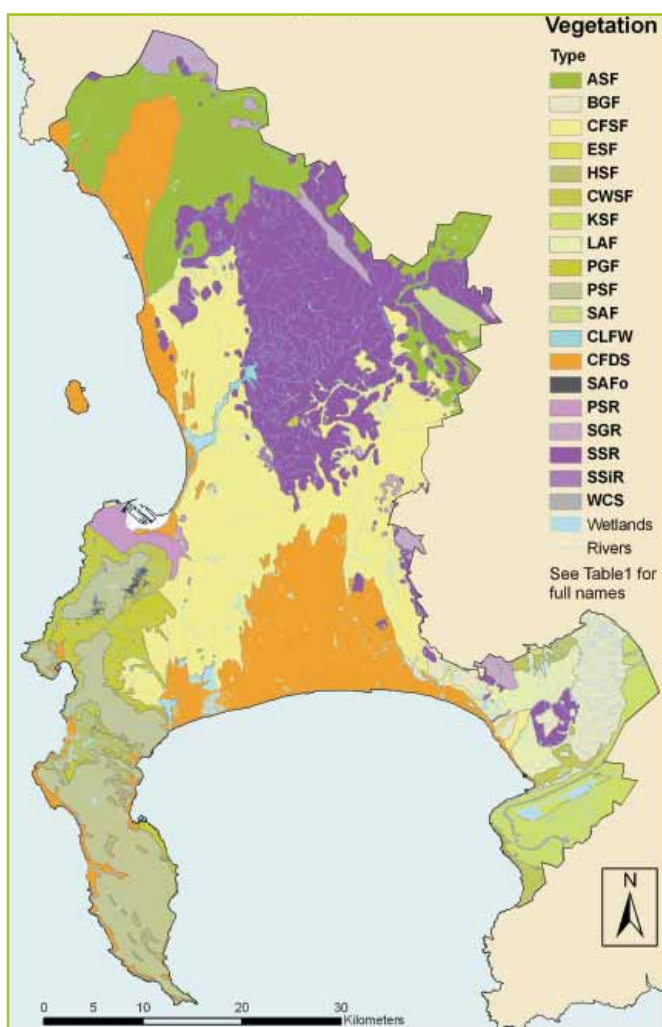 Vegetation
Type
ASF
BGF
CFSF
ESF
HSF
CWSF
KSF
LAF
PGF
PSF
SAF
CLFW
CFDS
SAFo
PSR
SGR
SSR
SSiR
WCS
Wetlands
Rivers
See Table1 for
full names
N
0 5 10 20 30
Kilometers